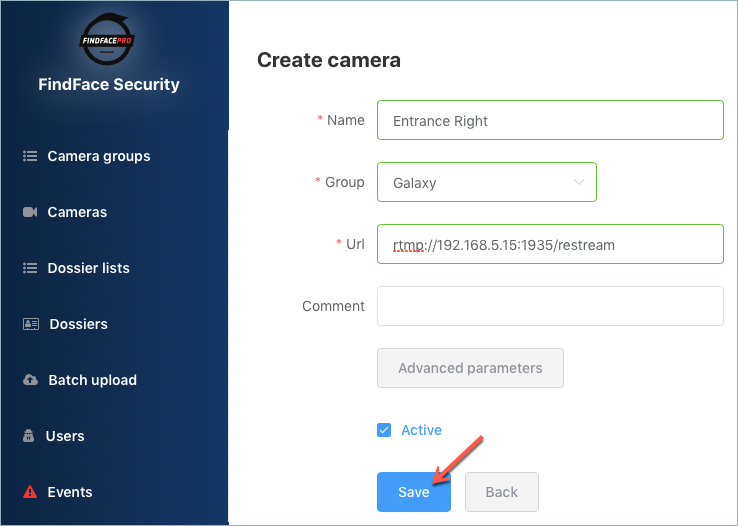 FINDFACEPRO
FindFace Security
Camera groups
Cameras
Dossier lists
Dossiers
Batch upload
Users
Events
Create camera
* Name Entrance Right
* Group Galaxy
* Url rtmp://192.168.5.15:1935/restream
Comment
Advanced parameters
Active
Save Back